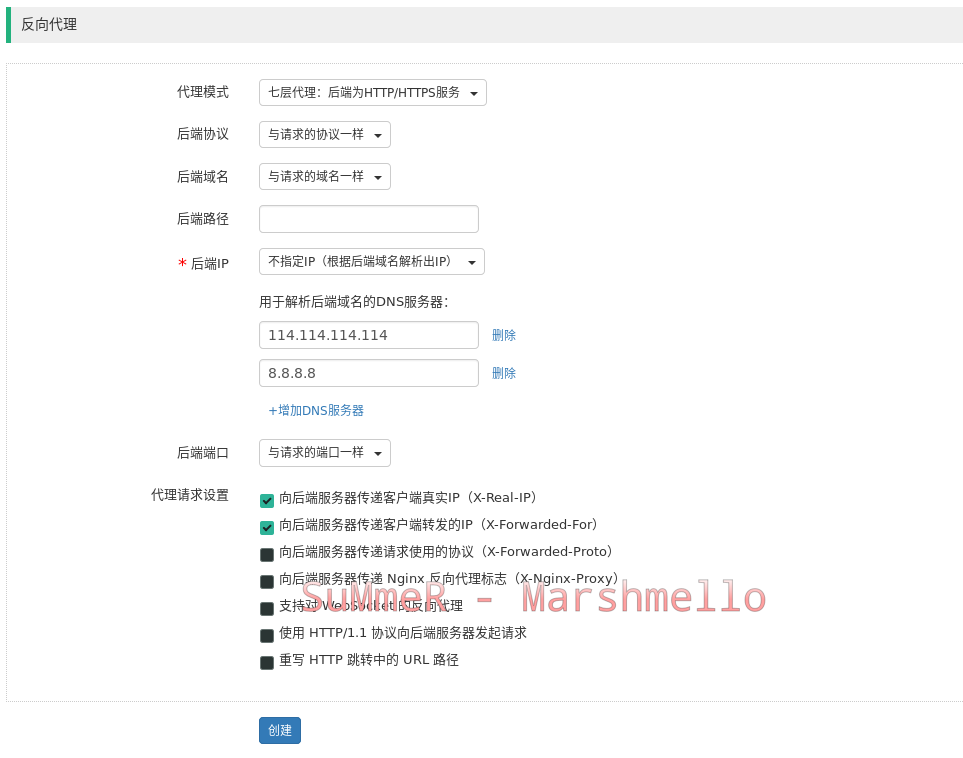 反向代理
代理模式 七层代理：后端为HTTP/HTTPS服务
后端协议 与请求的协议一样
后端域名 与请求的域名一样
后端路径
* 后端IP 不指定IP（根据后端域名解析出IP）
用于解析后端域名的DNS服务器：
114.114.114.114 删除
8.8.8.8 删除
+增加DNS服务器
后端端口 与请求的端口一样
代理请求设置 向后端服务器传递客户端真实IP（X-Real-IP）
向后端服务器传递客户端转发的IP（X-Forwarded-For）
向后端服务器传递请求使用的协议（X-Forwarded-Proto）
向后端服务器传递 Nginx 反向代理标志（X-Nginx-Proxy）
SuMmeR - Marshmello
支持对 WebSocket 的反向代理
使用 HTTP/1.1 协议向后端服务器发起请求
重写 HTTP 跳转中的 URL 路径
创建